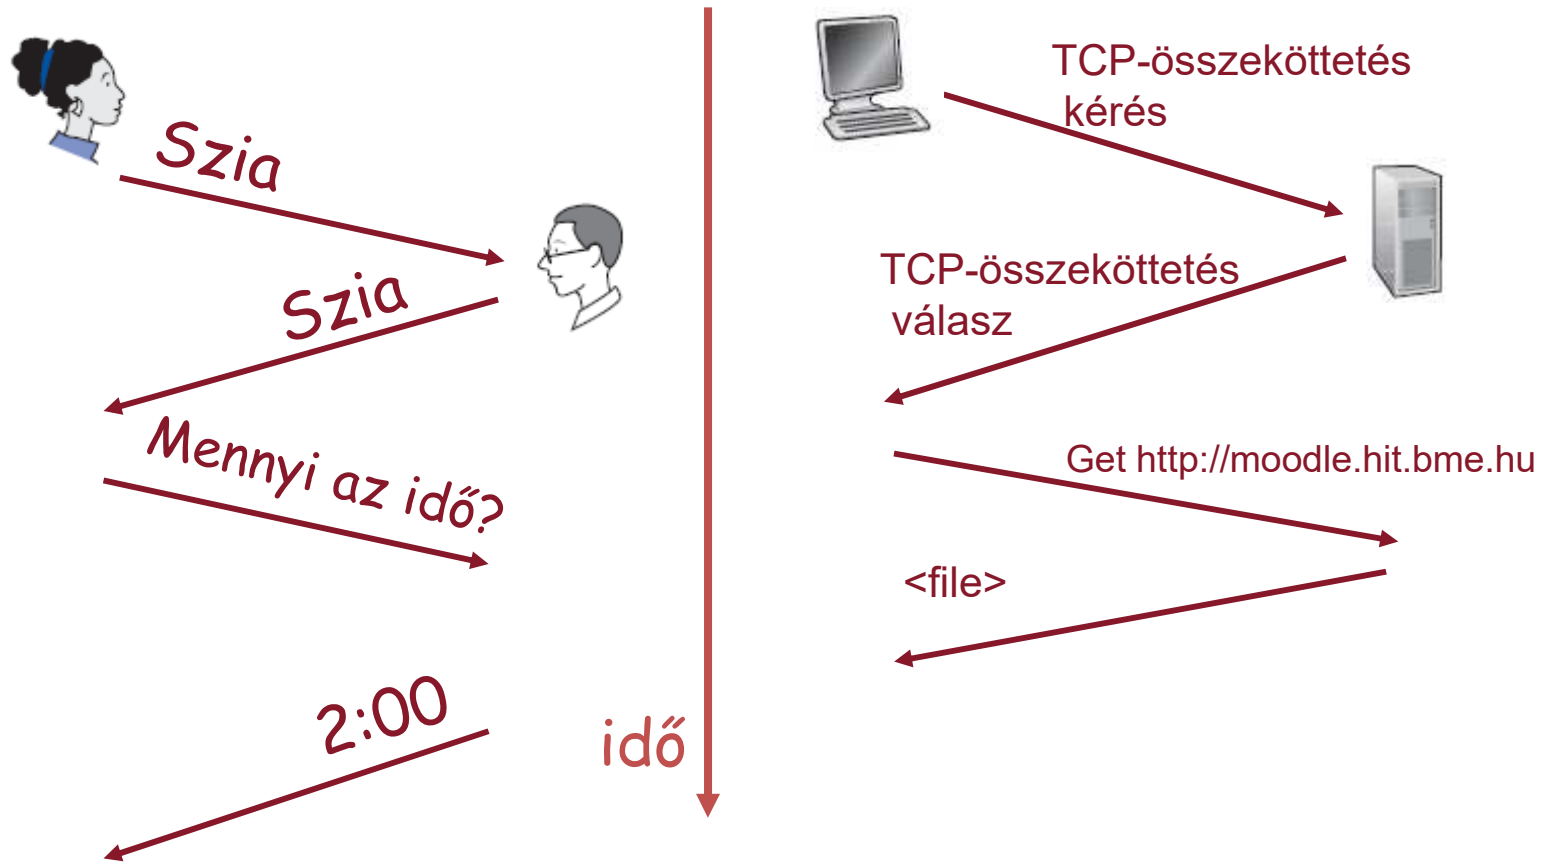 Szia
Szia
Mennyi az idő?
2:00
idő
TCP-összeköttetés
kérés
TCP-összeköttetés
válasz
Get http://moodle.hit.bme.hu
<file>